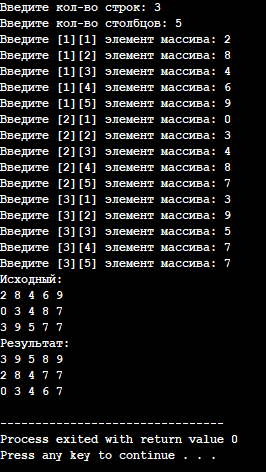 Введите кол-во строк: 3
Введите кол-во столбцов: 5
Введите [1][1] элемент массива: 2
Введите [1][2] элемент массива: 8
Введите [1][3] элемент массива: 4
Введите [1][4] элемент массива: 6
Введите [1][5] элемент массива: 9
Введите [2][1] элемент массива: 0
Введите [2][2] элемент массива: 3
Введите [2][3] элемент массива: 4
Введите [2][4] элемент массива: 8
Введите [2][5] элемент массива: 7
Введите [3][1] элемент массива: 3
Введите [3][2] элемент массива: 9
Введите [3][3] элемент массива: 5
Введите [3][4] элемент массива: 7
Введите [3][5] элемент массива: 7
Исходный:
2 8 4 6 9
0 3 4 8 7
3 9 5 7 7
Результат:
3 9 5 8 9
2 8 4 7 7
0 3 4 6 7
--------------------------------
Process exited with return value 0
Press any key to continue . . .